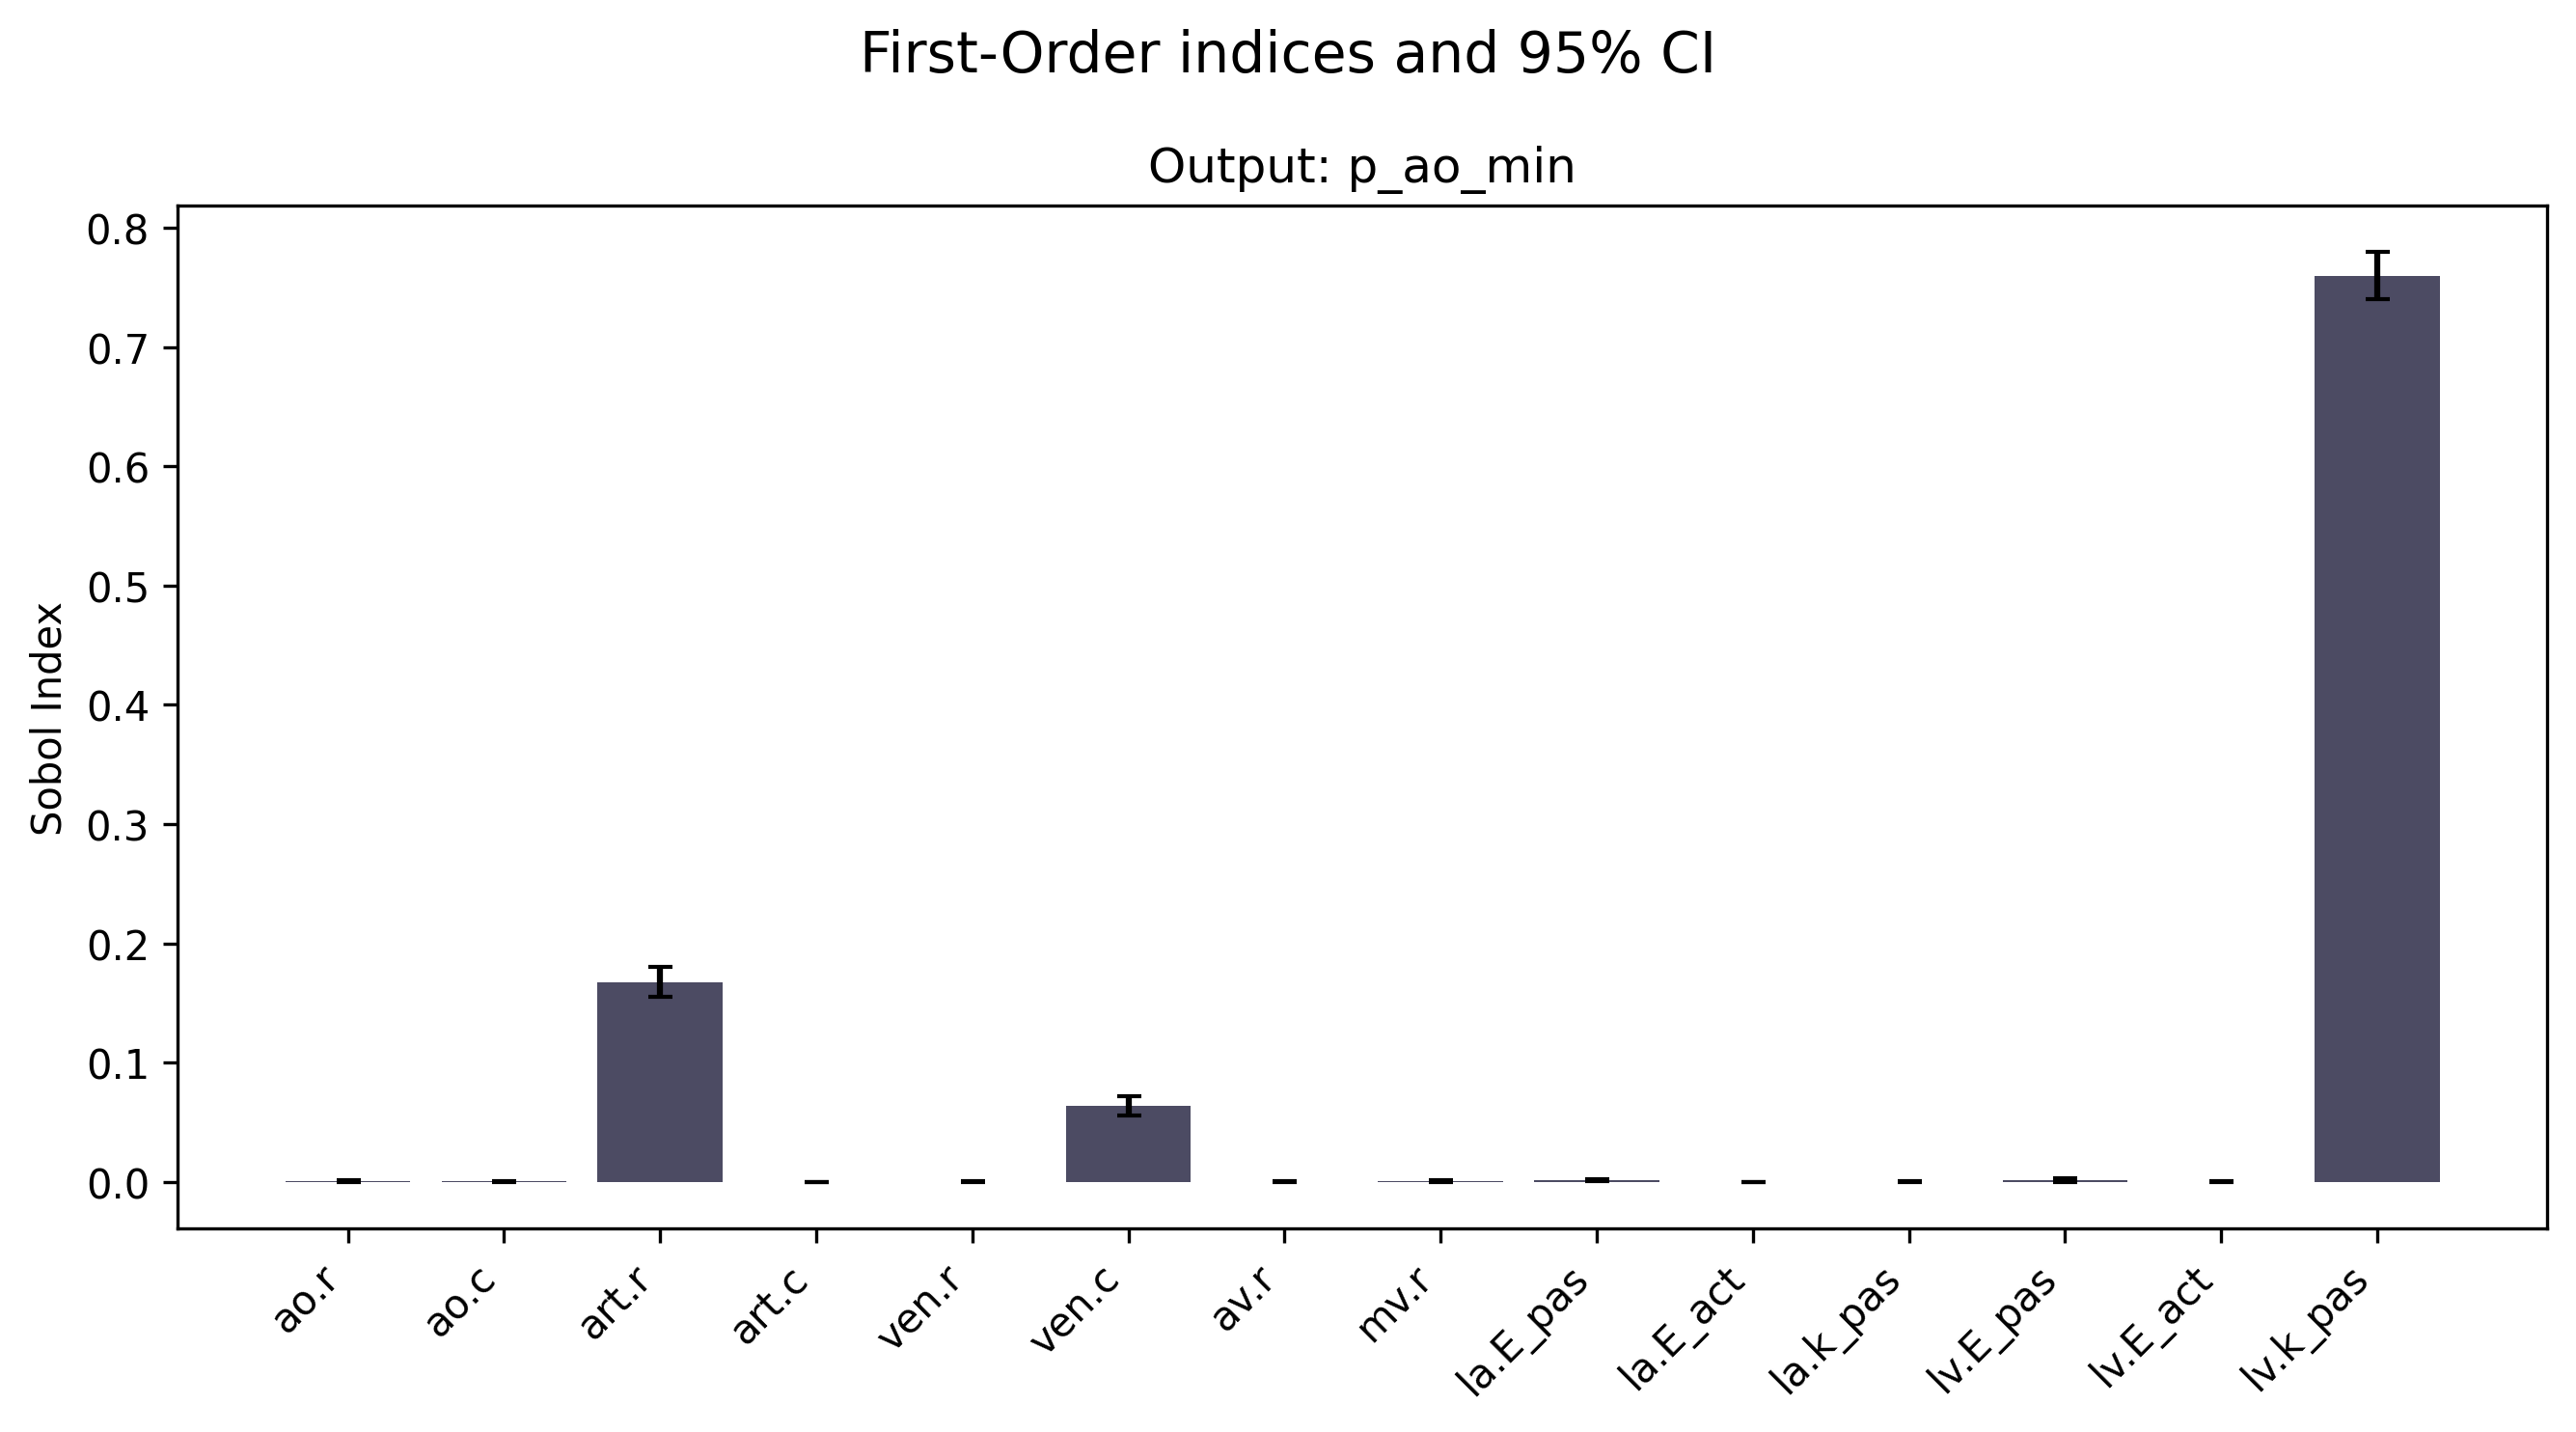 First-Order indices and 95% CI
Output: p_ao_min
Sobol Index
0.8
0.7
0.6
0.5
0.4
0.3
0.2
0.1
0.0
ao.r
ao.c
art.r
art.c
ven.r
ven.c
av.r
mv.r
la.E_pas
la.E_act
la.k_pas
lv.E_pas
lv.E_act
lv.k_pas